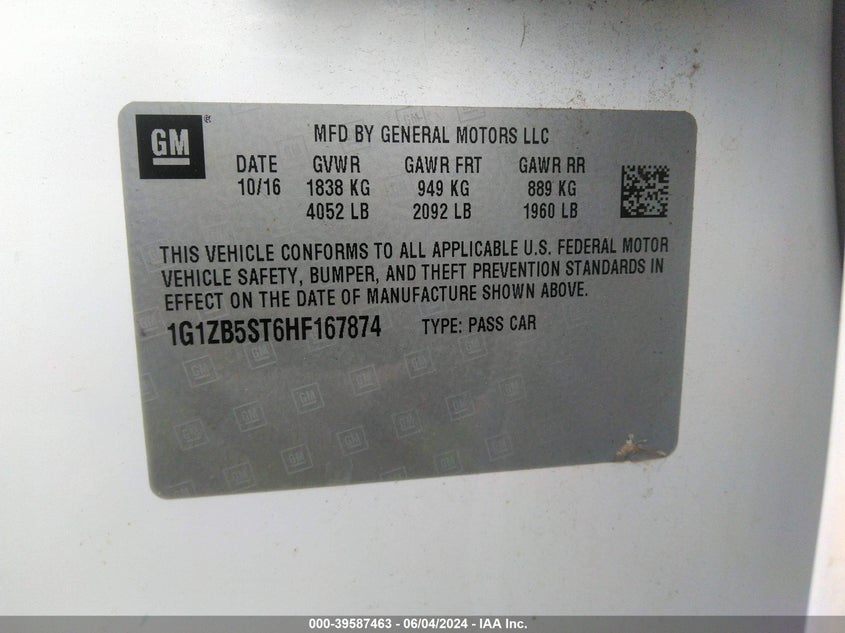 GM ®
MFD BY GENERAL MOTORS LLC
DATE GVWR GAWR FRT GAWR RR
10/16 1838 KG 949 KG 889 KG
4052 LB 2092 LB 1960 LB
THIS VEHICLE CONFORMS TO ALL APPLICABLE U.S. FEDERAL MOTOR
VEHICLE SAFETY, BUMPER, AND THEFT PREVENTION STANDARDS IN
EFFECT ON THE DATE OF MANUFACTURE SHOWN ABOVE.
1G1ZB5ST6HF167874 TYPE: PASS CAR
000-39587463 - 06/04/2024 - IAA Inc.